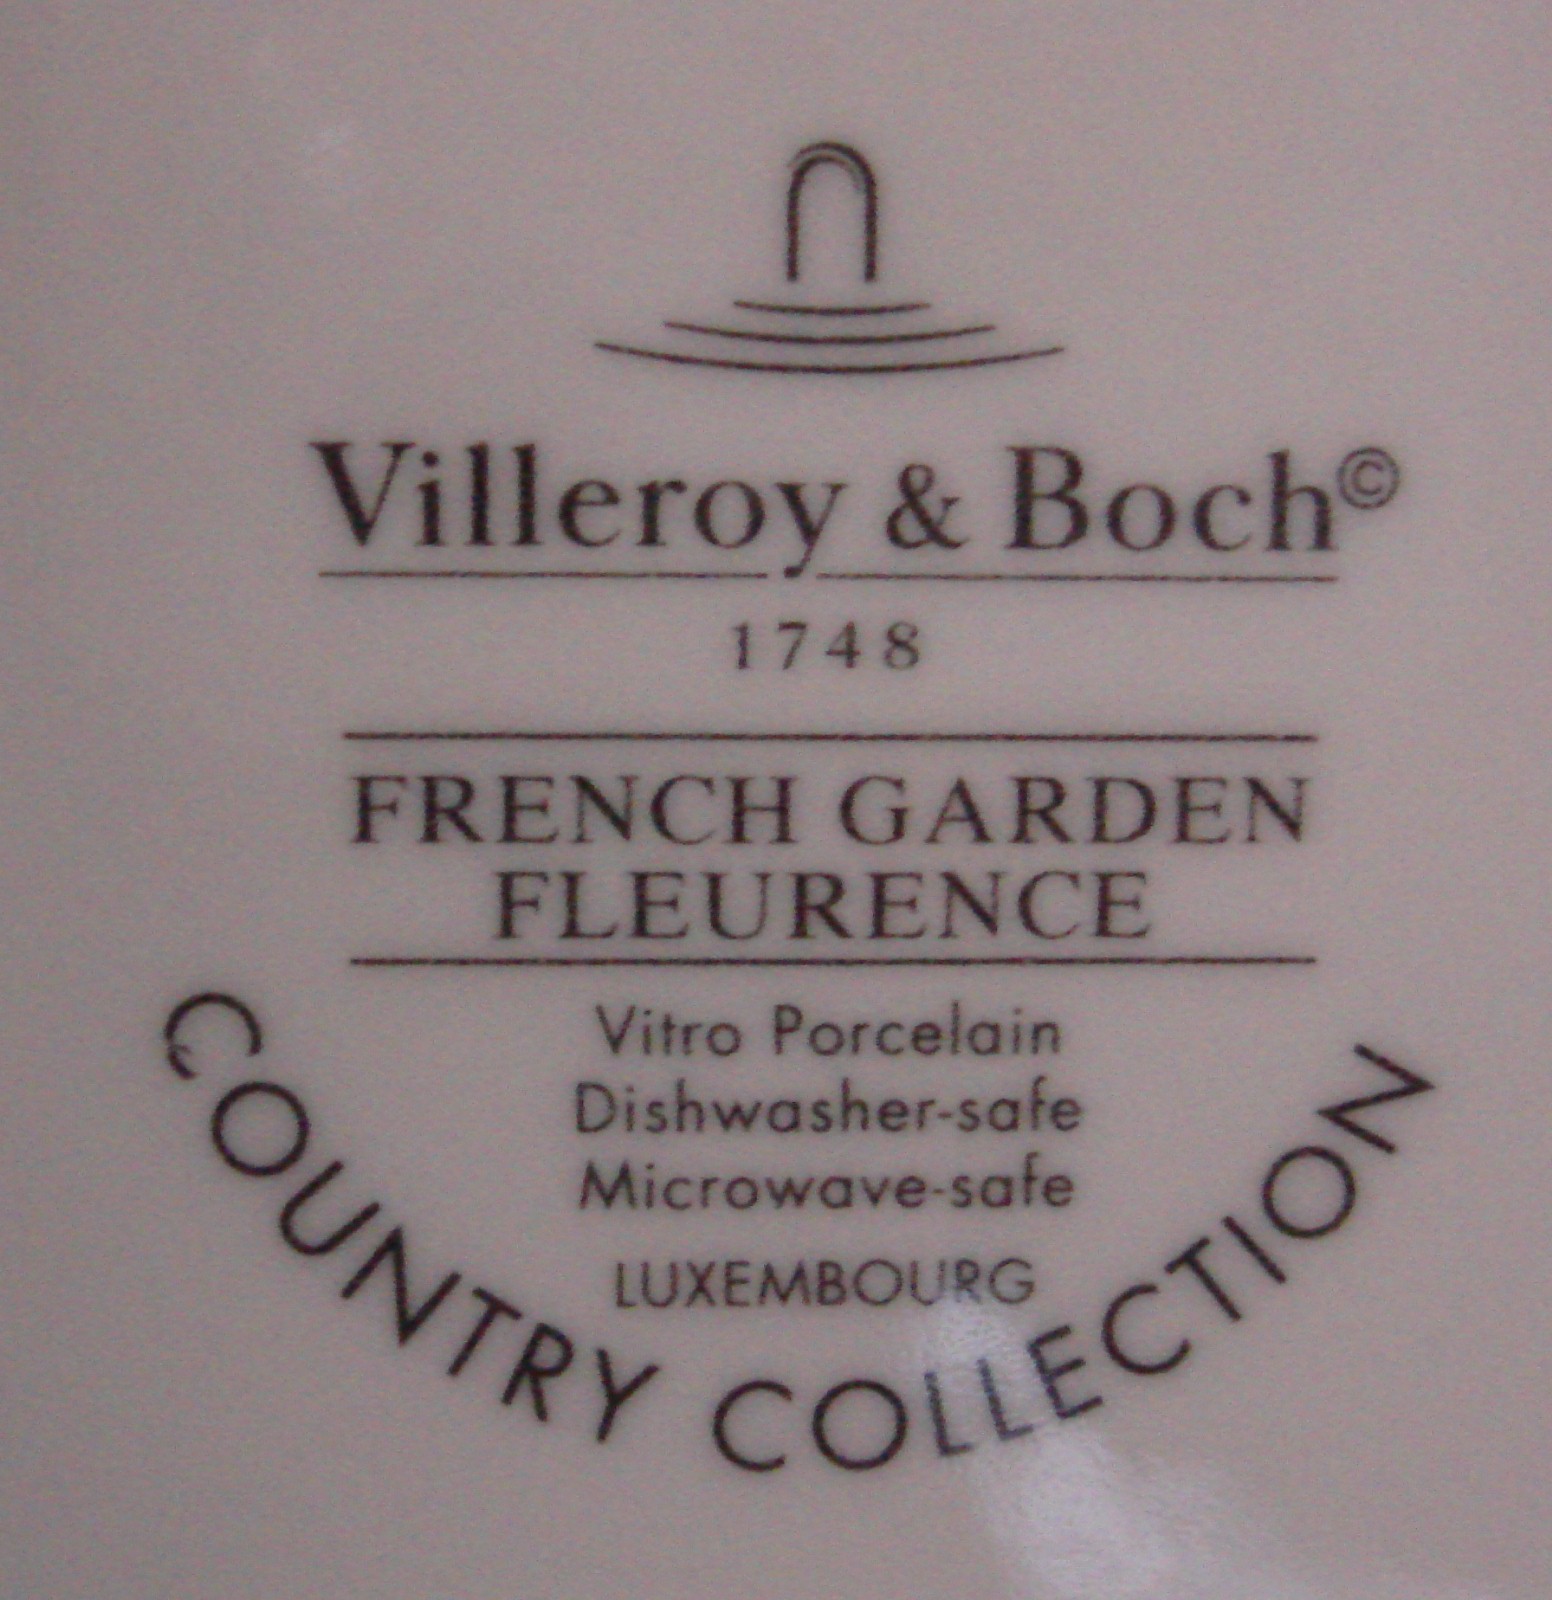 Villeroy & Boch©
1748
FRENCH GARDEN
FLEURENCE
Vitro Porcelain
Dishwasher-safe
Microwave-safe
LUXEMBOURG
COUNTRY COLLECTION